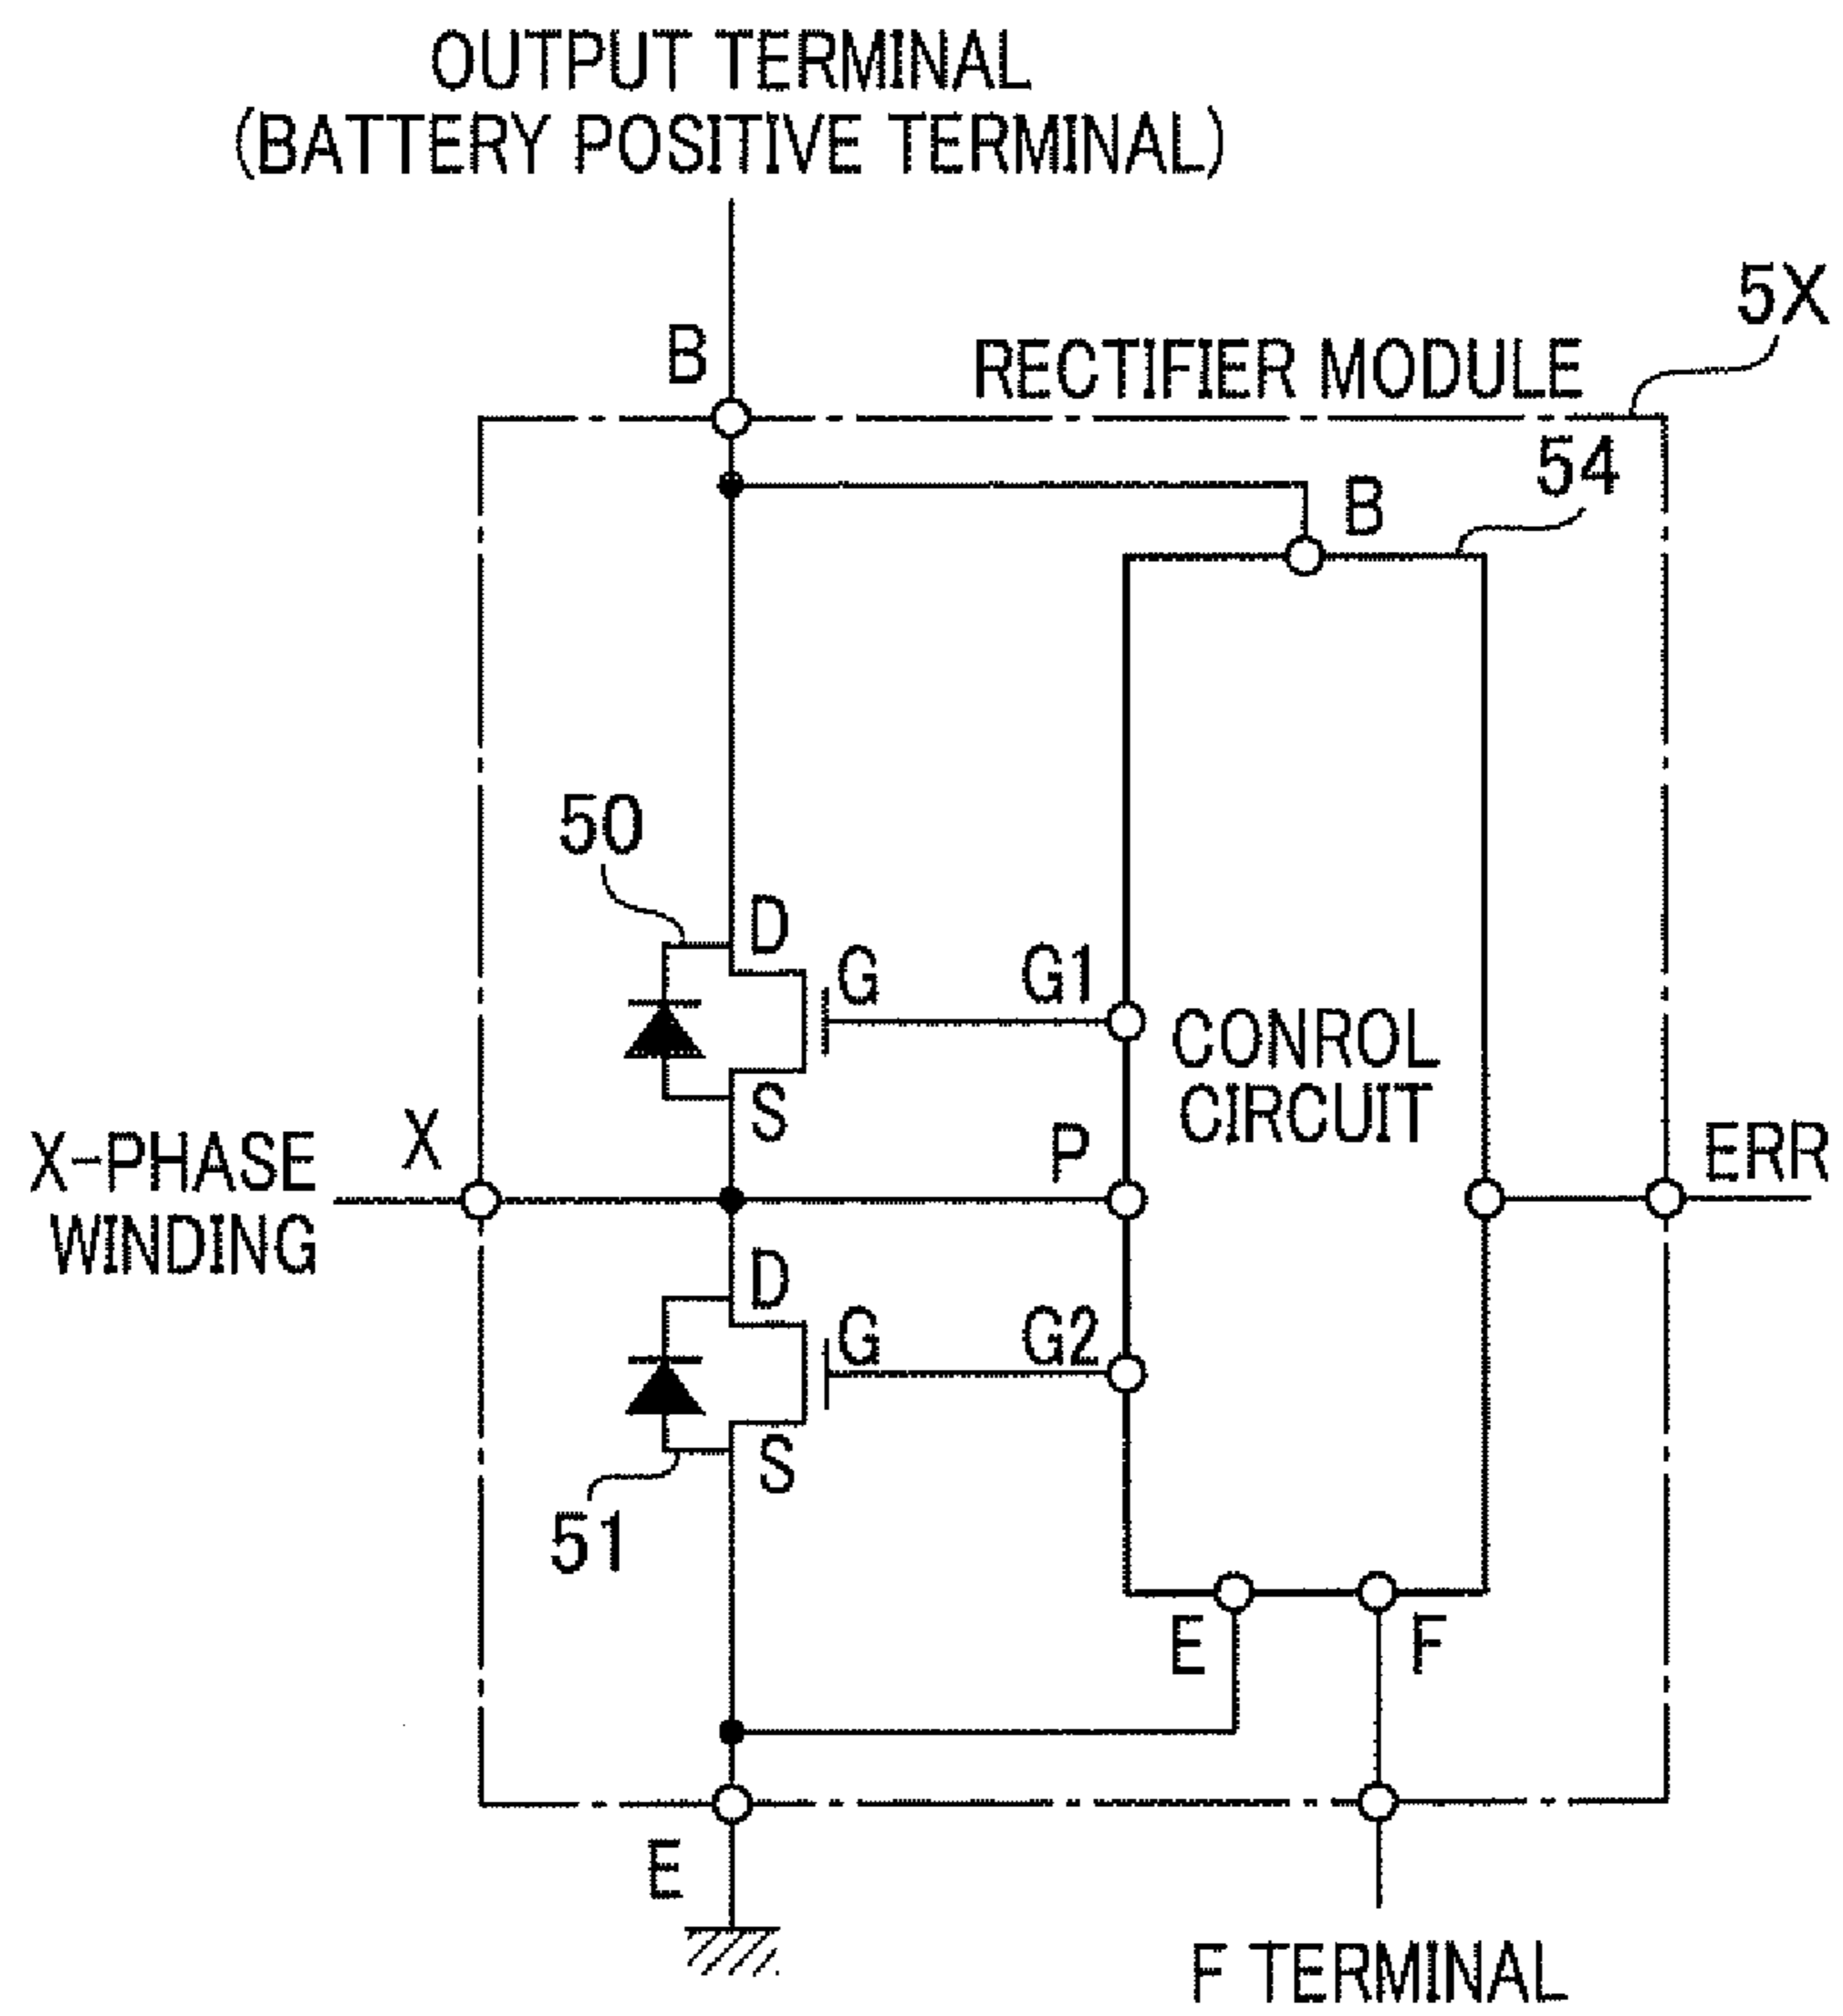 OUTPUT TERMINAL
(BATTERY POSITIVE TERMINAL)
5X
B
RECTIFIER MODULE
54
B
50
D
G
G1
CONROL
CIRCUIT
S
X
X-PHASE
WINDING
P
ERR
D
G
G2
S
51
E
F
E
F TERMINAL